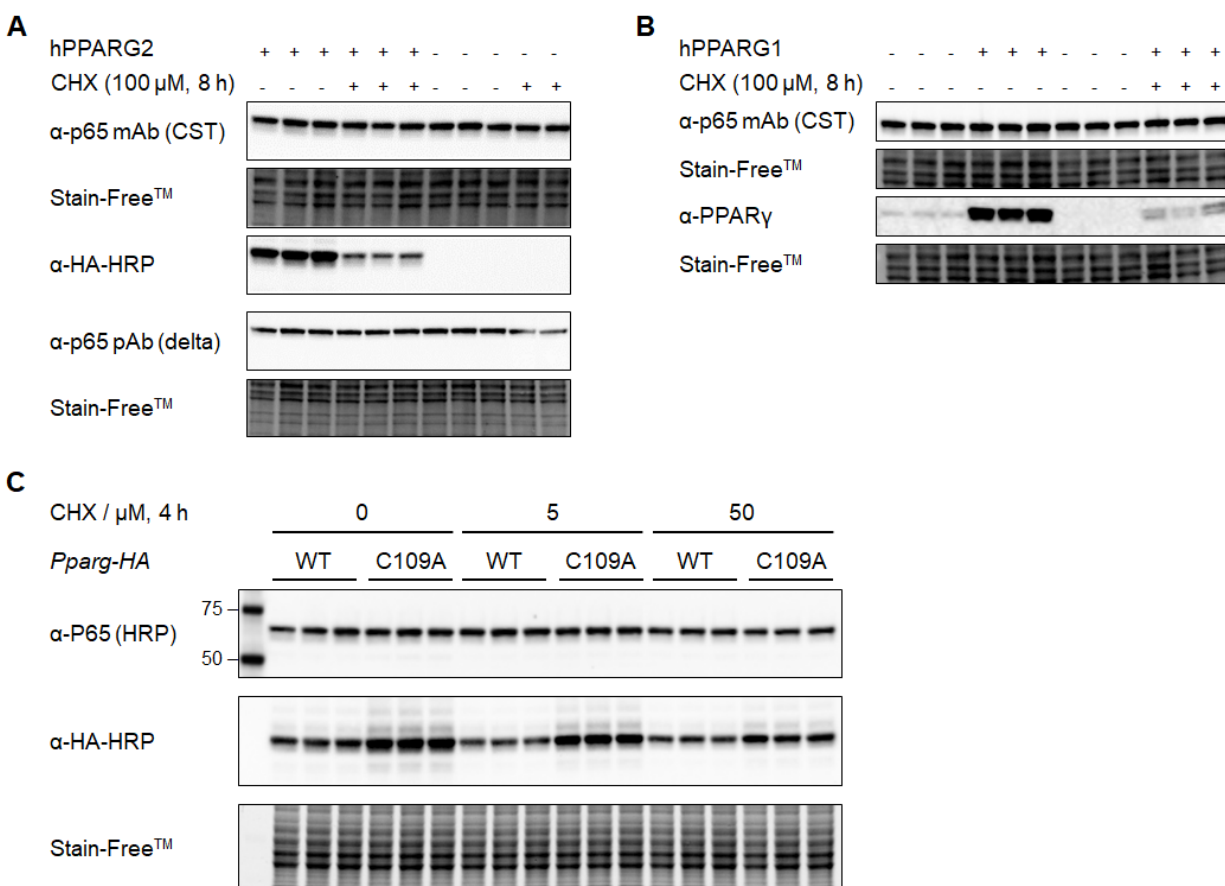 A
hPPARG2 + + + + + + - - - - -
CHX (100 µM, 8 h) - - - + + + - - - + +
α-p65 mAb (CST)
Stain-Free™
α-HA-HRP
α-p65 pAb (delta)
Stain-Free™
B
hPPARG1 - - - + + + - - - + + +
CHX (100 µM, 8 h) - - - - - - + + + + + +
α-p65 mAb (CST)
Stain-Free™
α-PPARγ
Stain-Free™
C
CHX / µM, 4 h 0 5 50
Pparg-HA WT C109A WT C109A WT C109A
α-P65 (HRP) 75
50
α-HA-HRP
Stain-Free™